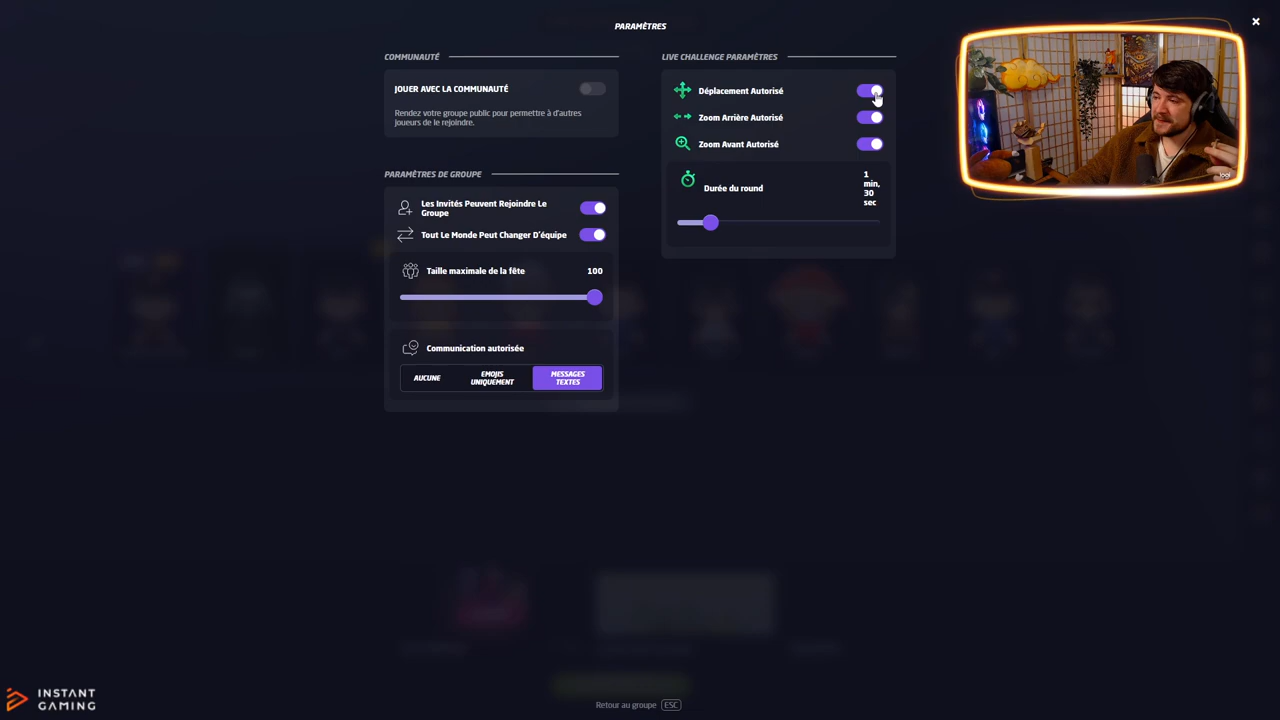 PARAMÈTRES
COMMUNAUTÉ
JOUER AVEC LA COMMUNAUTÉ
Rendez votre groupe public pour permettre à d'autres
joueurs de le rejoindre.
PARAMÈTRES DE GROUPE
Les Invités Peuvent Rejoindre Le
Groupe
Tout Le Monde Peut Changer D'équipe
Taille maximale de la fête 100
Communication autorisée
AUCUNE
EMOJIS
UNIQUEMENT
MESSAGES
TEXTES
LIVE CHALLENGE PARAMÈTRES
Déplacement Autorisé
Zoom Arrière Autorisé
Zoom Avant Autorisé
Durée du round
1
min,
30
sec
INSTANT
GAMING
Retour au groupe ESC